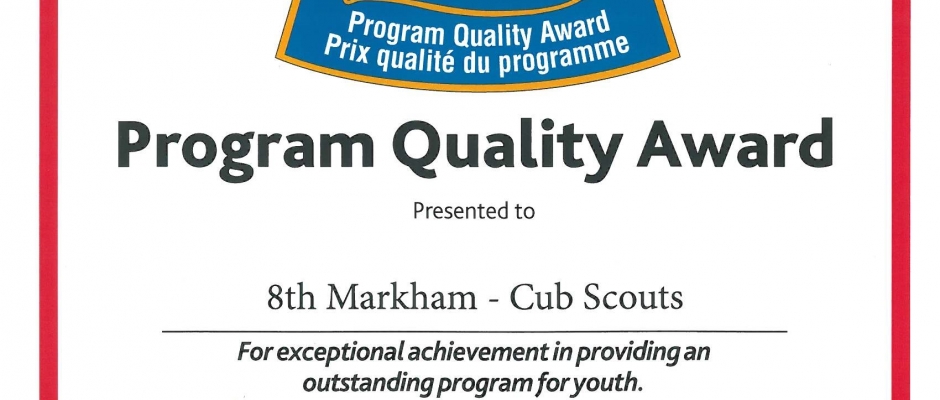 Program Quality Award
Prix qualité du programme
Program Quality Award
Presented to
8th Markham - Cub Scouts
For exceptional achievement in providing an
outstanding program for youth.